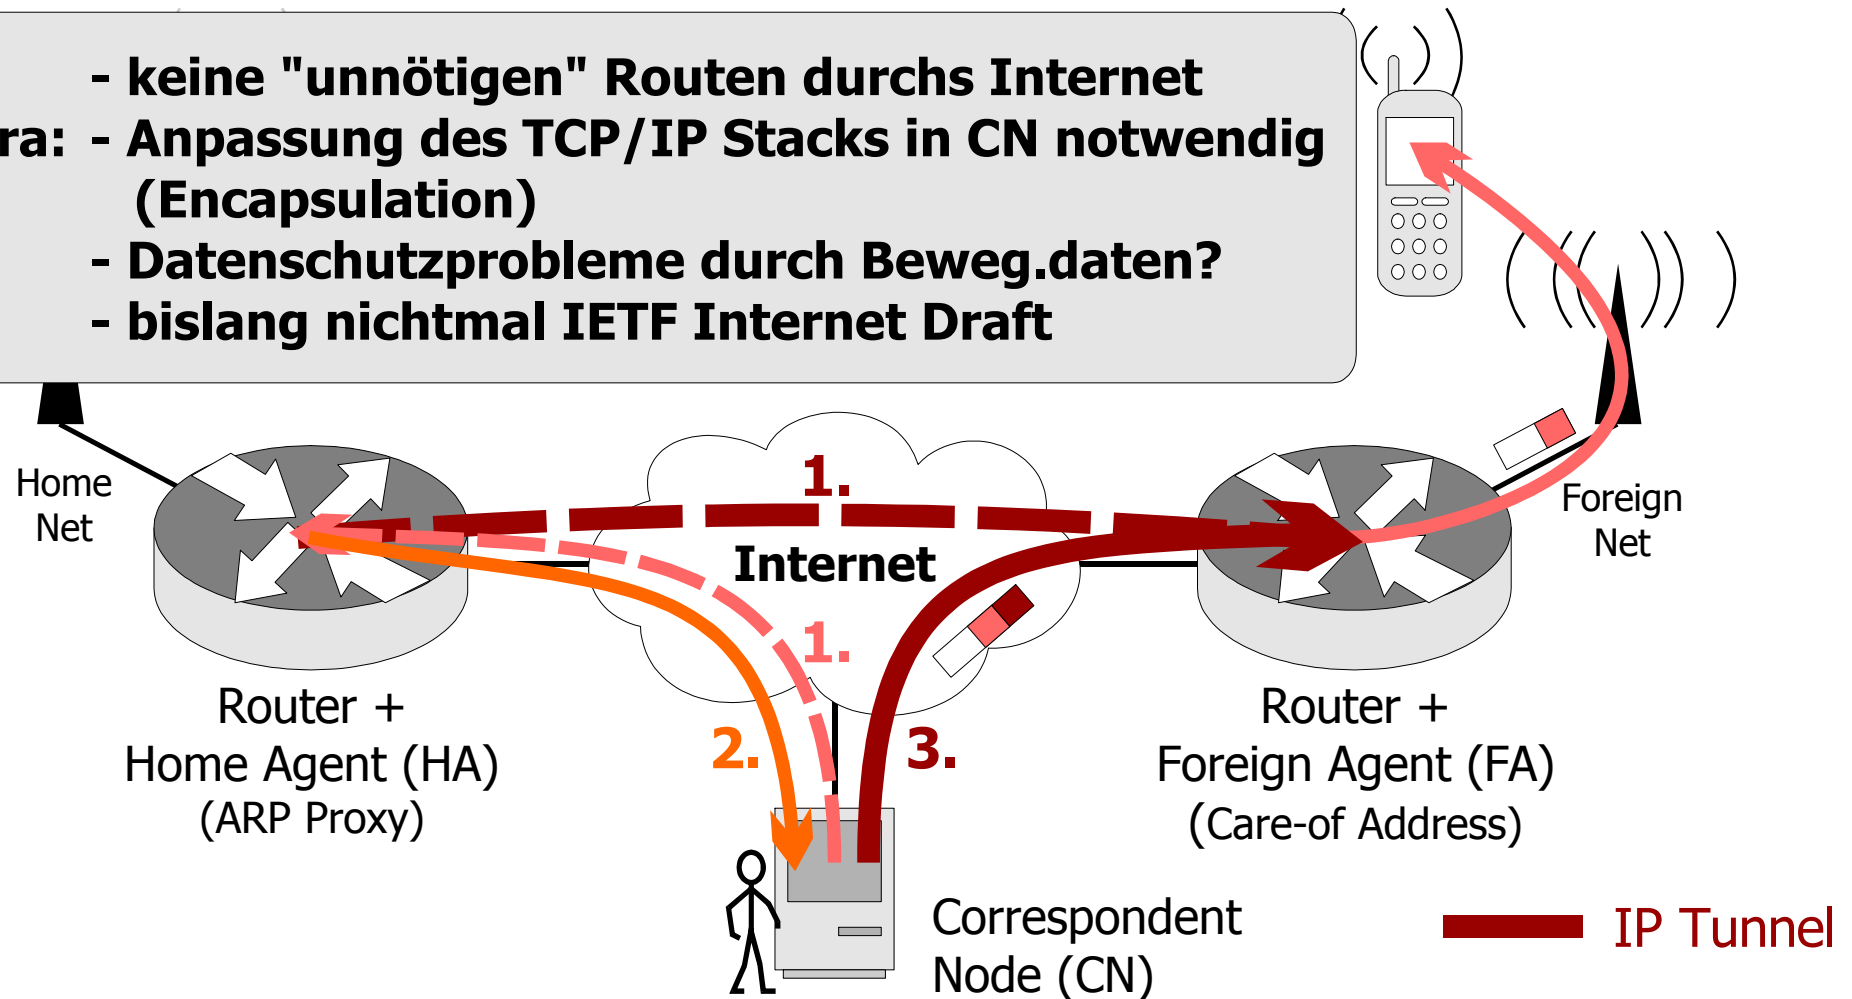 - keine "unnötigen" Routen durchs Internet
ra: - Anpassung des TCP/IP Stacks in CN notwendig
(Encapsulation)
- Datenschutzprobleme durch Beweg.daten?
- bislang nichtmal IETF Internet Draft
Home
Net
1.
Internet
Foreign
Net
1.
Router +
Home Agent (HA)
(ARP Proxy)
2.
3.
Router +
Foreign Agent (FA)
(Care-of Address)
Correspondent
Node (CN)
IP Tunnel